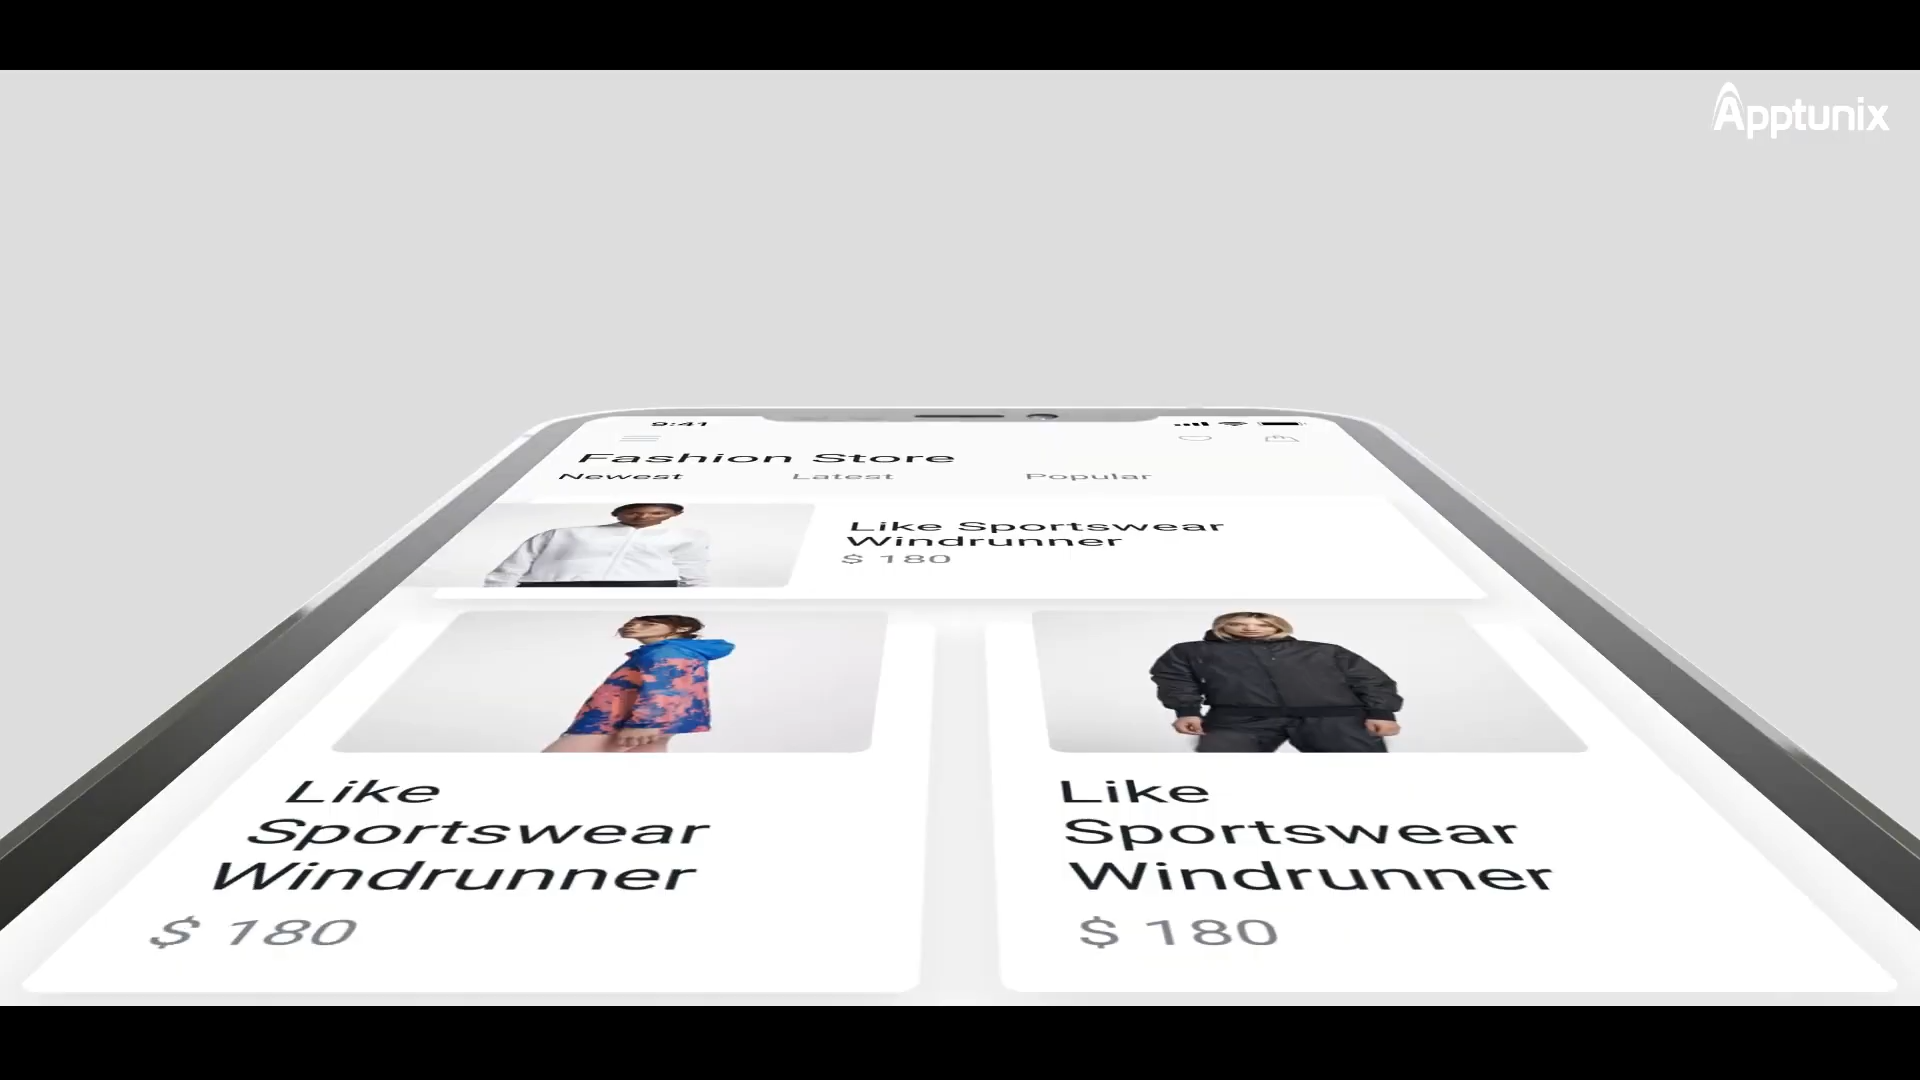 Apptunix
9:41
Fashion Store
Newest Latest Popular
Like Sportswear
Windrunner
$ 180
Like
Sportswear
Windrunner
$ 180
Like
Sportswear
Windrunner
$ 180